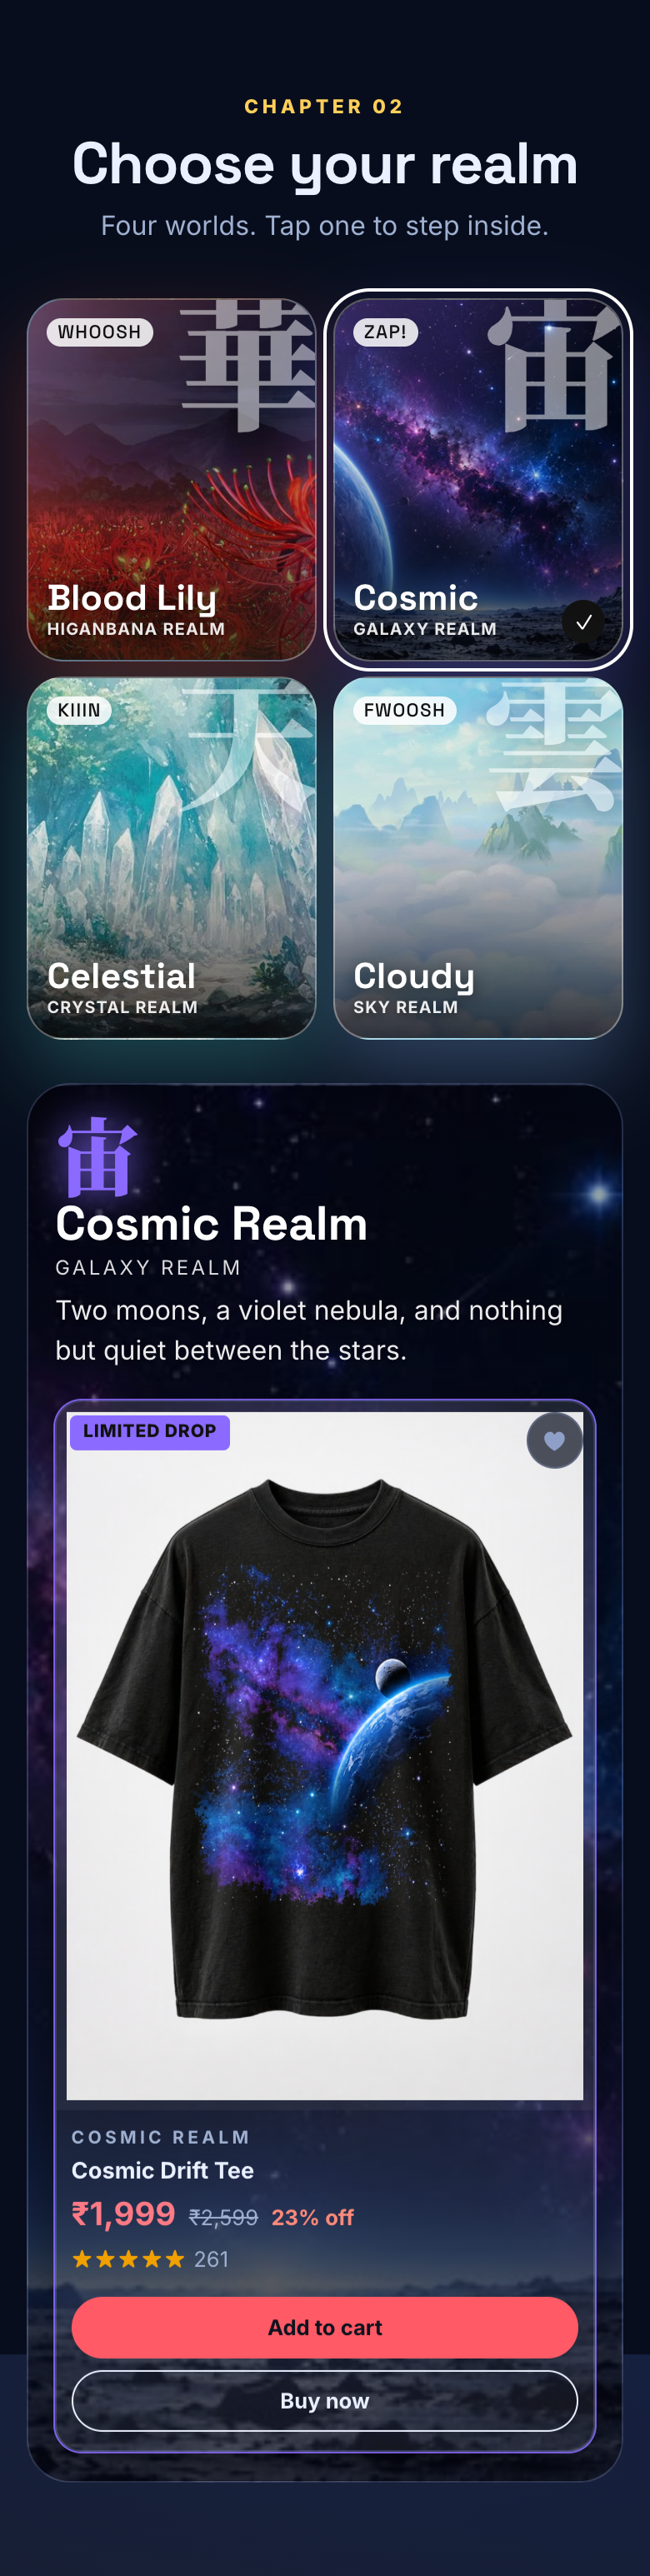 CHAPTER 02
Choose your realm
Four worlds. Tap one to step inside.
WHOOSH
華
Blood Lily
HIGANBANA REALM
ZAP!
宙
Cosmic
GALAXY REALM
KIIIN
天
Celestial
CRYSTAL REALM
FWOOSH
雲
Cloudy
SKY REALM
宙
Cosmic Realm
GALAXY REALM
Two moons, a violet nebula, and nothing
but quiet between the stars.
LIMITED DROP
COSMIC REALM
Cosmic Drift Tee
₹1,999 ₹2,599 23% off
★★★★★ 261
Add to cart
Buy now